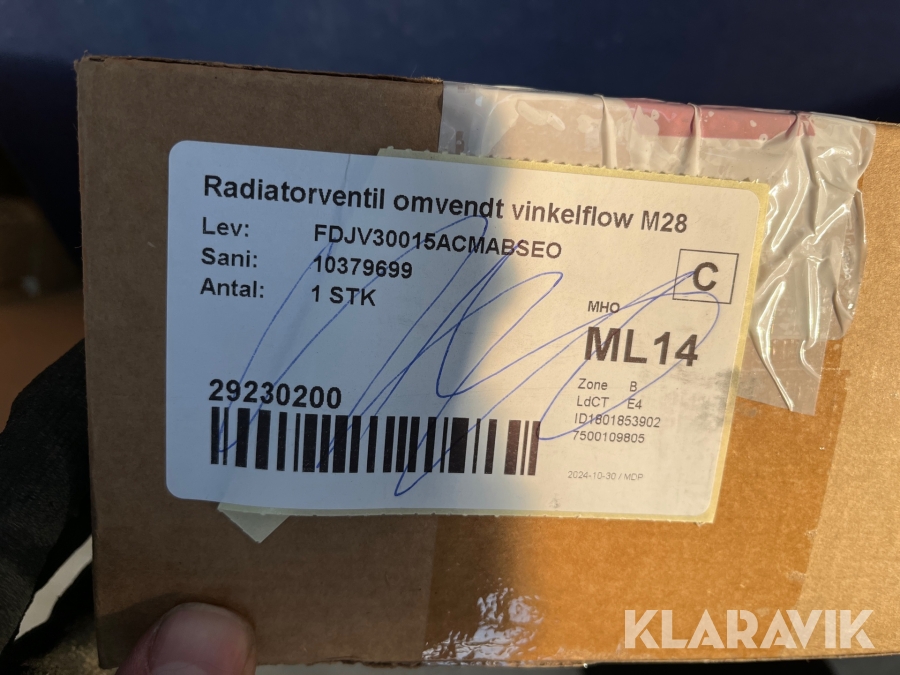 Radiatorventil omvendt vinkelflow M28
Lev: FDJV30015ACMABSEO
Sani: 10379699
Antal: 1 STK
C
MHO
ML14
29230200
Zone B
LdCT E4
ID1801853902
7500109805
2024-10-30 / MDP
KLARAVIK